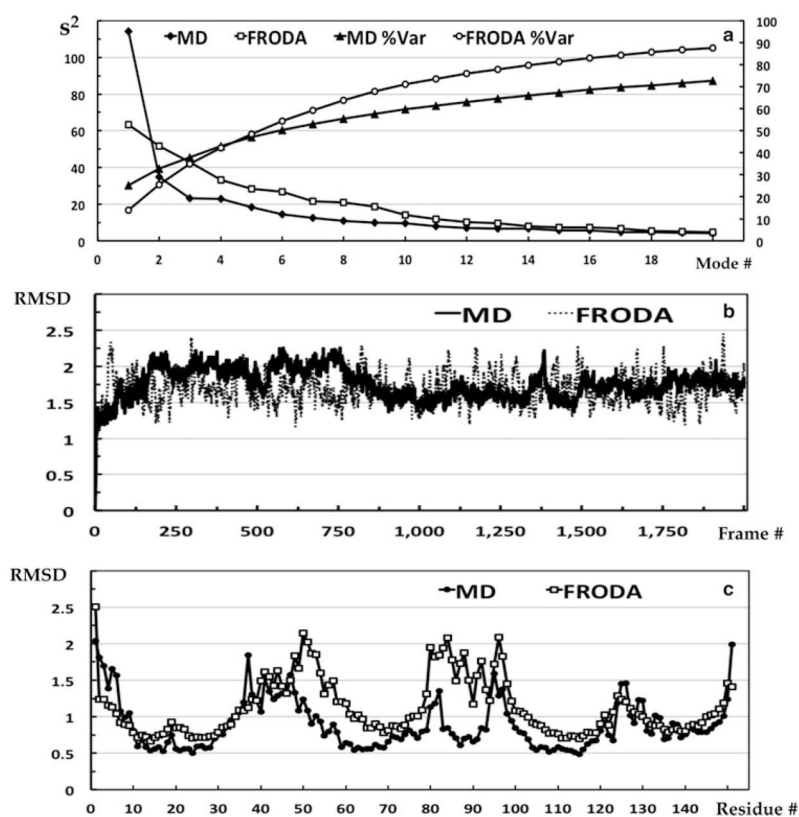 S² a
MD FRODA MD %Var FRODA %Var
100 90 80 70 60 50 40 30 20 10 0
100 80 60 40 20 0
0 2 4 6 8 10 12 14 16 18 Mode #
RMSD b
MD FRODA
2.5
2
1.5
1
0.5
0
0 250 500 750 1,000 1,250 1,500 1,750 Frame #
RMSD c
MD FRODA
2.5
2
1.5
1
0.5
0
0 10 20 30 40 50 60 70 80 90 100 110 120 130 140 Residue #